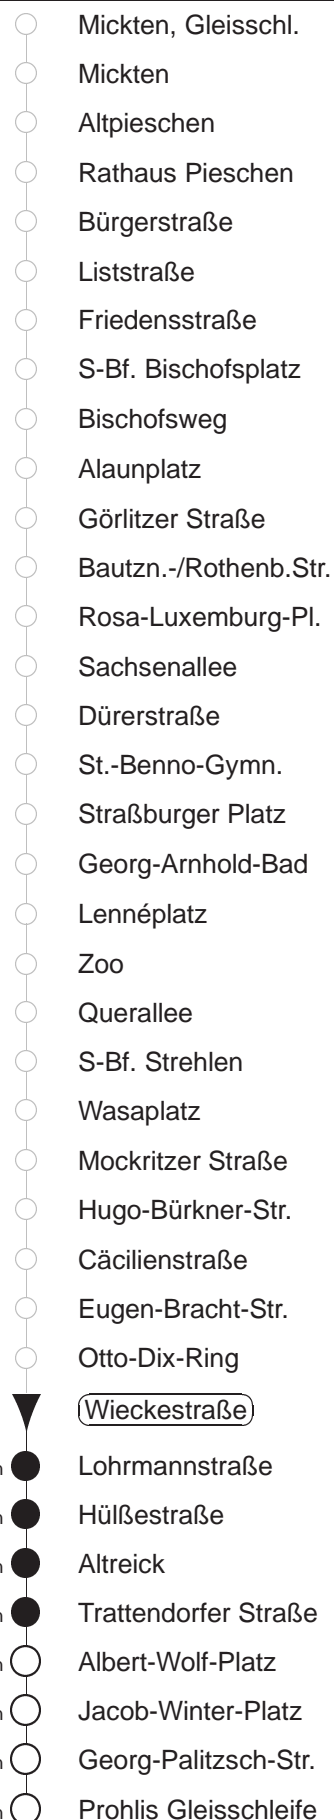 Mickten, Gleisschl.
Mickten
Altpieschen
Rathaus Pieschen
Bürgerstraße
Liststraße
Friedensstraße
S-Bf. Bischofsplatz
Bischofsweg
Alaunplatz
Görlitzer Straße
Bautzn.-/Rothenb.Str.
Rosa-Luxemburg-Pl.
Sachsenallee
Dürerstraße
St.-Benno-Gymn.
Straßburger Platz
Georg-Arnhold-Bad
Lennéplatz
Zoo
Querallee
S-Bf. Strehlen
Wasaplatz
Mockritzer Straße
Hugo-Bürkner-Str.
Cäcilienstraße
Eugen-Bracht-Str.
Otto-Dix-Ring
Wieckestraße
Lohrmannstraße
Hülßestraße
Altreick
Trattendorfer Straße
Albert-Wolf-Platz
Jacob-Winter-Platz
Georg-Palitzsch-Str.
Prohlis Gleisschleife